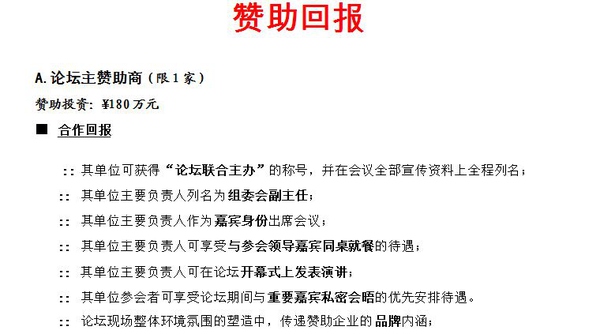 赞助回报
A.论坛主赞助商（限1家）
赞助投资：¥180万元
■ 合作回报
:: 其单位可获得“论坛联合主办”的称号，并在会议全部宣传资料上全程列名；
:: 其单位主要负责人列名为组委会副主任；
:: 其单位主要负责人作为嘉宾身份出席会议；
:: 其单位主要负责人可享受与参会领导嘉宾同桌就餐的待遇；
:: 其单位主要负责人可在论坛开幕式上发表演讲；
:: 其单位参会者可享受论坛期间与重要嘉宾私密会晤的优先安排待遇。
:: 论坛现场整体环境氛围的塑造中，传递赞助企业的品牌内涵；